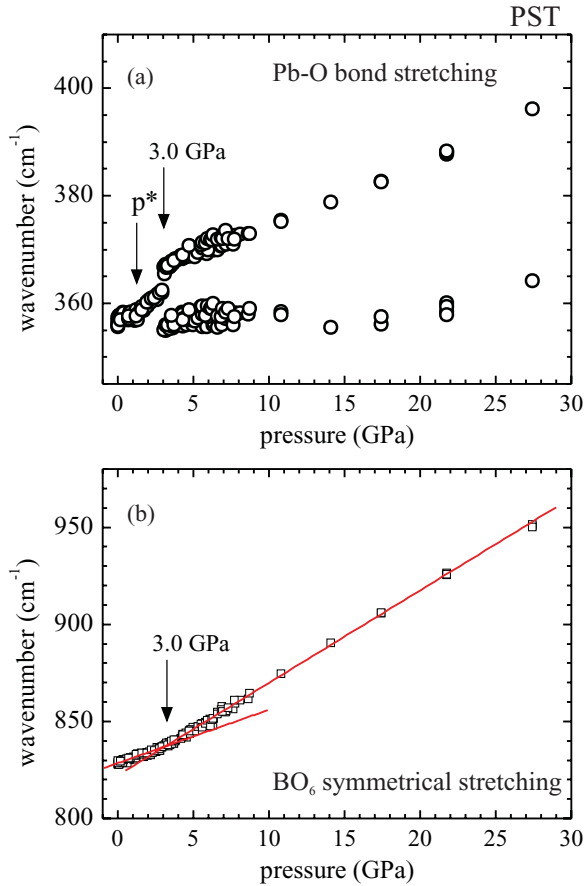 PST
(a)
Pb-O bond stretching
3.0 GPa
p*
wavenumber (cm⁻¹)
400
380
360
0 5 10 15 20 25 30
pressure (GPa)
(b)
3.0 GPa
wavenumber (cm⁻¹)
950
900
850
800
BO₆ symmetrical stretching
0 5 10 15 20 25 30
pressure (GPa)